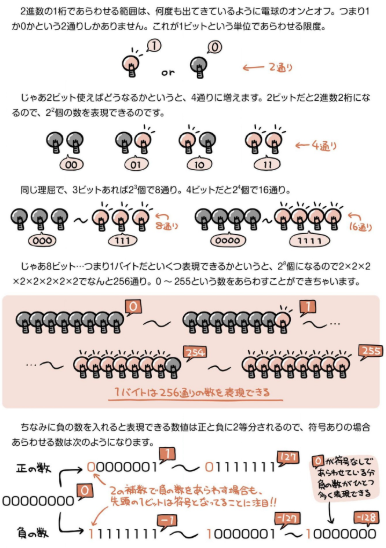 2進数の1桁であらわせる範囲は、何度も出てきているように電球のオンとオフ。つまり1
か0かという2通りしかありません。これが1ビットという単位であらわせる限度。
1
or
0
2通り
じゃあ2ビット使えばどうなるかというと、4通りに増えます。2ビットだと2進数2桁にな
るので、2²個の数を表現できるのです。
00
01
10
11
4通り
同じ理屈で、3ビットあれば2³個で8通り。4ビットだと2⁴個で16通り。
000
〜
111
8通り
0000
〜
1111
16通り
じゃあ8ビット…つまり1バイトだといくつ表現できるかというと、2⁸個になるので2×2×2
×2×2×2×2×2でなんと256通り。0〜255という数をあらわすことができちゃいます。
0
〜
1
〜
…〜
254
255
1バイトは256通りの数を表現できる
ちなみに負の数を入れると表現できる数値は正と負に2等分されるので、符号ありの場合
あらわせる数は次のようになります。
正の数
00000001
1
〜
01111111
127
0が符号なしで
あらわせている分
負の数がひとつ
多く表現できる
00000000
0
2の補数で負の数をあらわす場合も、
先頭の1ビットは符号となってることに注目!!
負の数
11111111
-1
〜
10000001
-127
10000000
-128